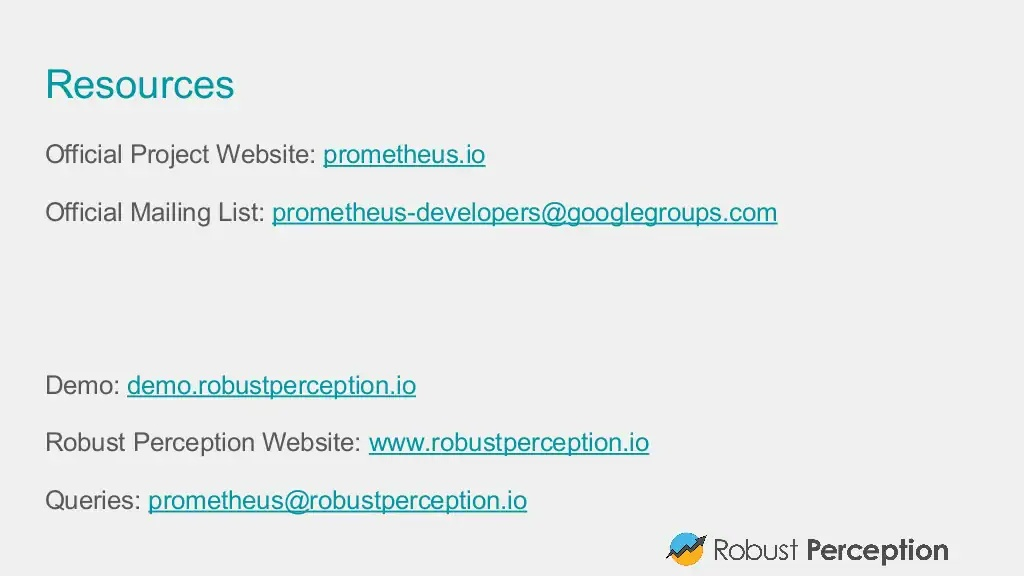 Resources
Official Project Website: prometheus.io
Official Mailing List: prometheus-developers@googlegroups.com
Demo: demo.robustperception.io
Robust Perception Website: www.robustperception.io
Queries: prometheus@robustperception.io
Robust Perception